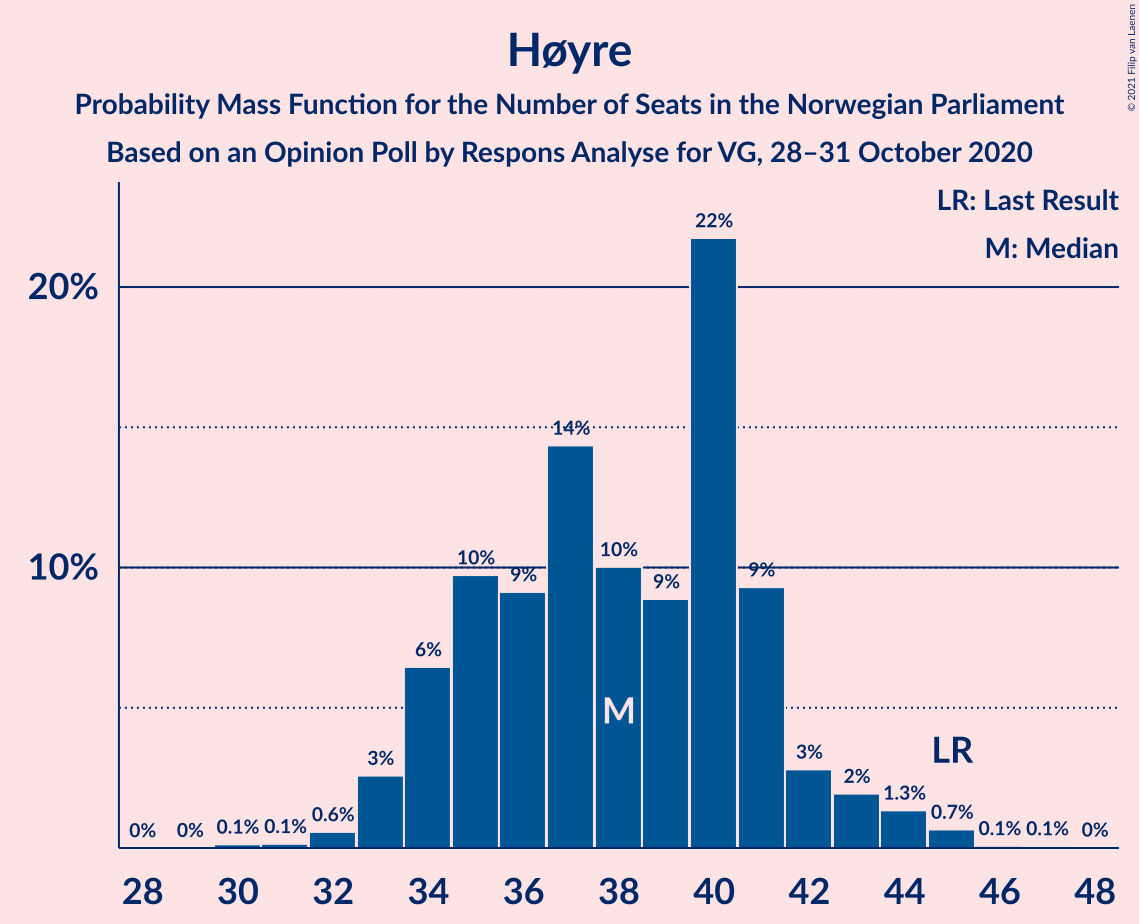 Høyre
Probability Mass Function for the Number of Seats in the Norwegian Parliament
Based on an Opinion Poll by Respons Analyse for VG, 28–31 October 2020
© 2021 Filip van Laenen
LR: Last Result
M: Median
20%
10%
0% 0% 0.1% 0.1% 0.6% 3% 6% 10% 9% 14% 10% 9% 22% 9% 3% 2% 1.3% 0.7% 0.1% 0.1% 0%
M
LR
28 30 32 34 36 38 40 42 44 46 48